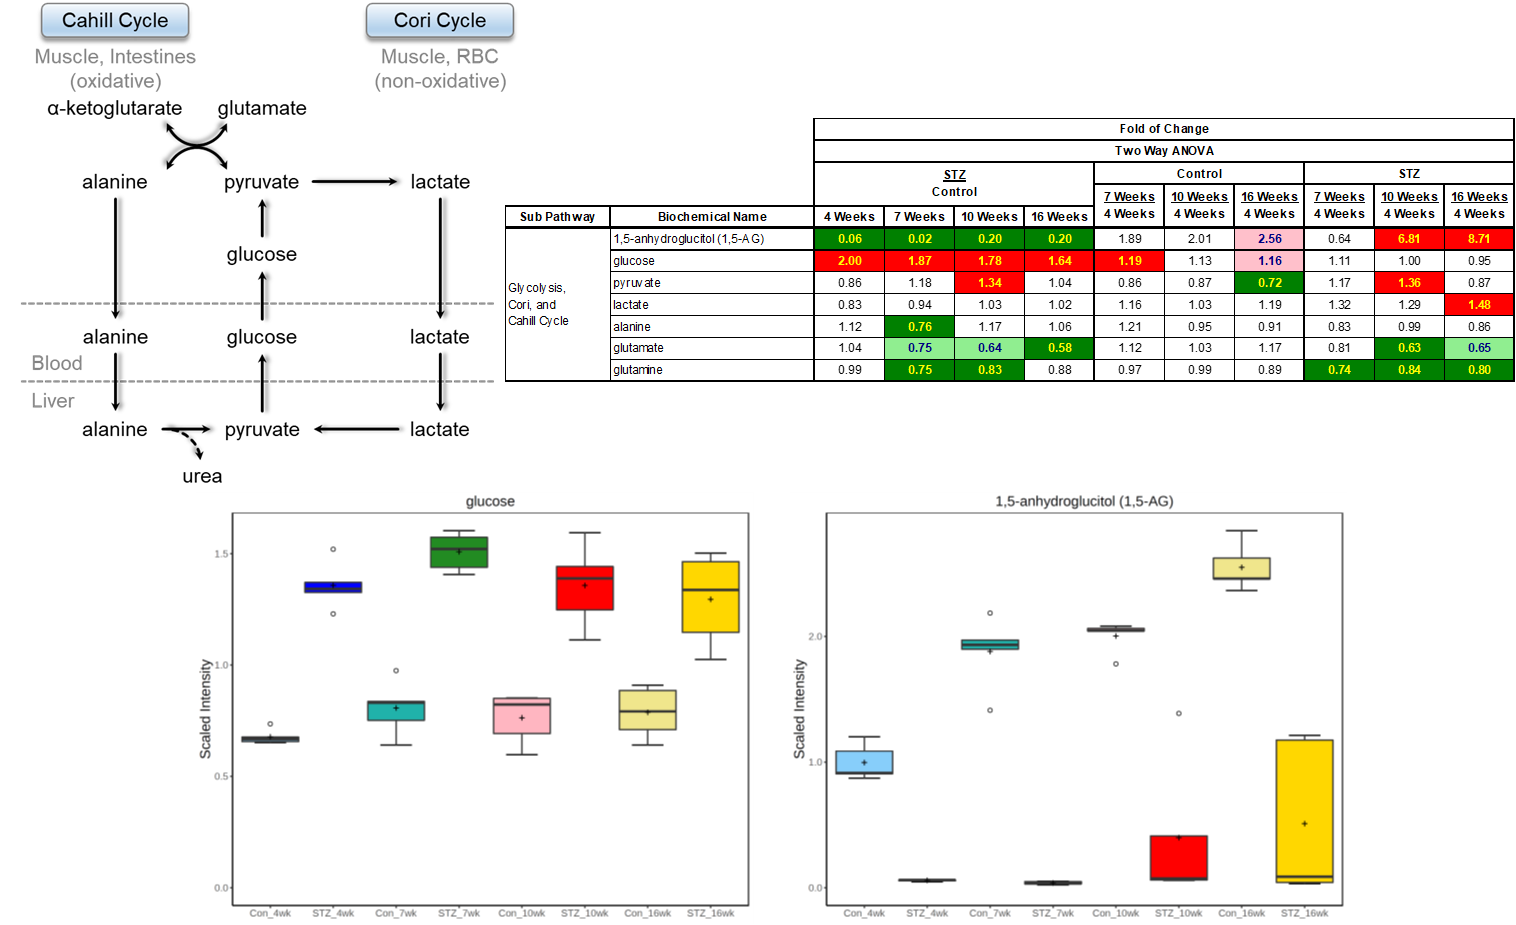 Cahill Cycle
Cori Cycle
Muscle, Intestines
(oxidative)
Muscle, RBC
(non-oxidative)
α-ketoglutarate
glutamate
alanine
pyruvate
lactate
glucose
alanine
glucose
lactate
Blood
Liver
alanine
pyruvate
lactate
urea
Fold of Change
Two Way ANOVA
STZ
Control
Control
STZ
7 Weeks
4 Weeks
10 Weeks
4 Weeks
16 Weeks
4 Weeks
7 Weeks
4 Weeks
10 Weeks
4 Weeks
16 Weeks
4 Weeks
Sub Pathway Biochemical Name 4 Weeks 7 Weeks 10 Weeks 16 Weeks
Glycolysis,
Cori, and
Cahill Cycle
1,5-anhydroglucitol (1,5-AG) 0.06 0.02 0.20 0.20 1.89 2.01 2.56 0.64 6.81 8.71
glucose 2.00 1.87 1.78 1.64 1.19 1.13 1.16 1.11 1.00 0.95
pyruvate 0.86 1.18 1.34 1.04 0.86 0.87 0.72 1.17 1.36 0.87
lactate 0.83 0.94 1.03 1.02 1.16 1.03 1.19 1.32 1.29 1.48
alanine 1.12 0.76 1.17 1.06 1.21 0.95 0.91 0.83 0.99 0.86
glutamate 1.04 0.75 0.64 0.58 1.12 1.03 1.17 0.81 0.63 0.65
glutamine 0.99 0.75 0.83 0.88 0.97 0.99 0.89 0.74 0.84 0.80
glucose
Scaled Intensity
1.5
1.0
0.5
0.0
Con_4wk STZ_4wk Con_7wk STZ_7wk Con_10wk STZ_10wk Con_16wk STZ_16wk
1,5-anhydroglucitol (1,5-AG)
Scaled Intensity
2.0
1.0
0.0
Con_4wk STZ_4wk Con_7wk STZ_7wk Con_10wk STZ_10wk Con_16wk STZ_16wk